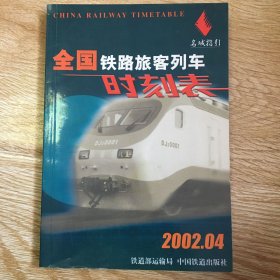 CHINA RAILWAY TIMETABLE
名城指引
全国铁路旅客列车
时刻表
DJJ0001
2002.04
铁道部运输局 中国铁道出版社